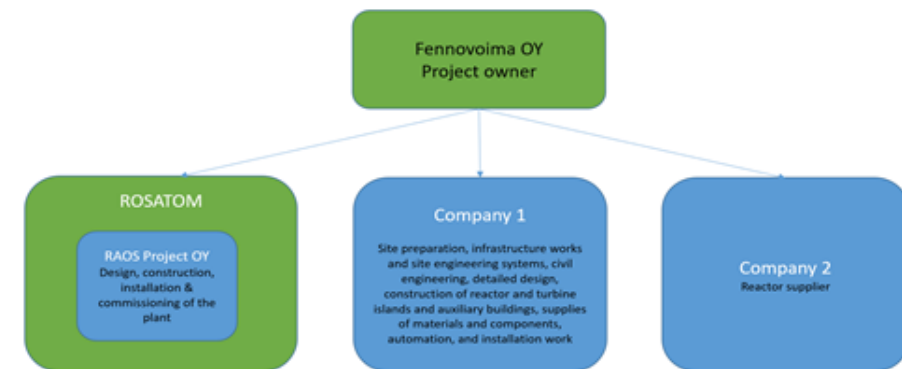 Fennovoima OY
Project owner
ROSATOM
RAOS Project OY
Design, construction,
installation &
commissioning of the
plant
Company 1
Site preparation, infrastructure works
and site engineering systems, civil
engineering, detailed design,
construction of reactor and turbine
islands and auxiliary buildings, supplies
of materials and components,
automation, and installation work
Company 2
Reactor supplier